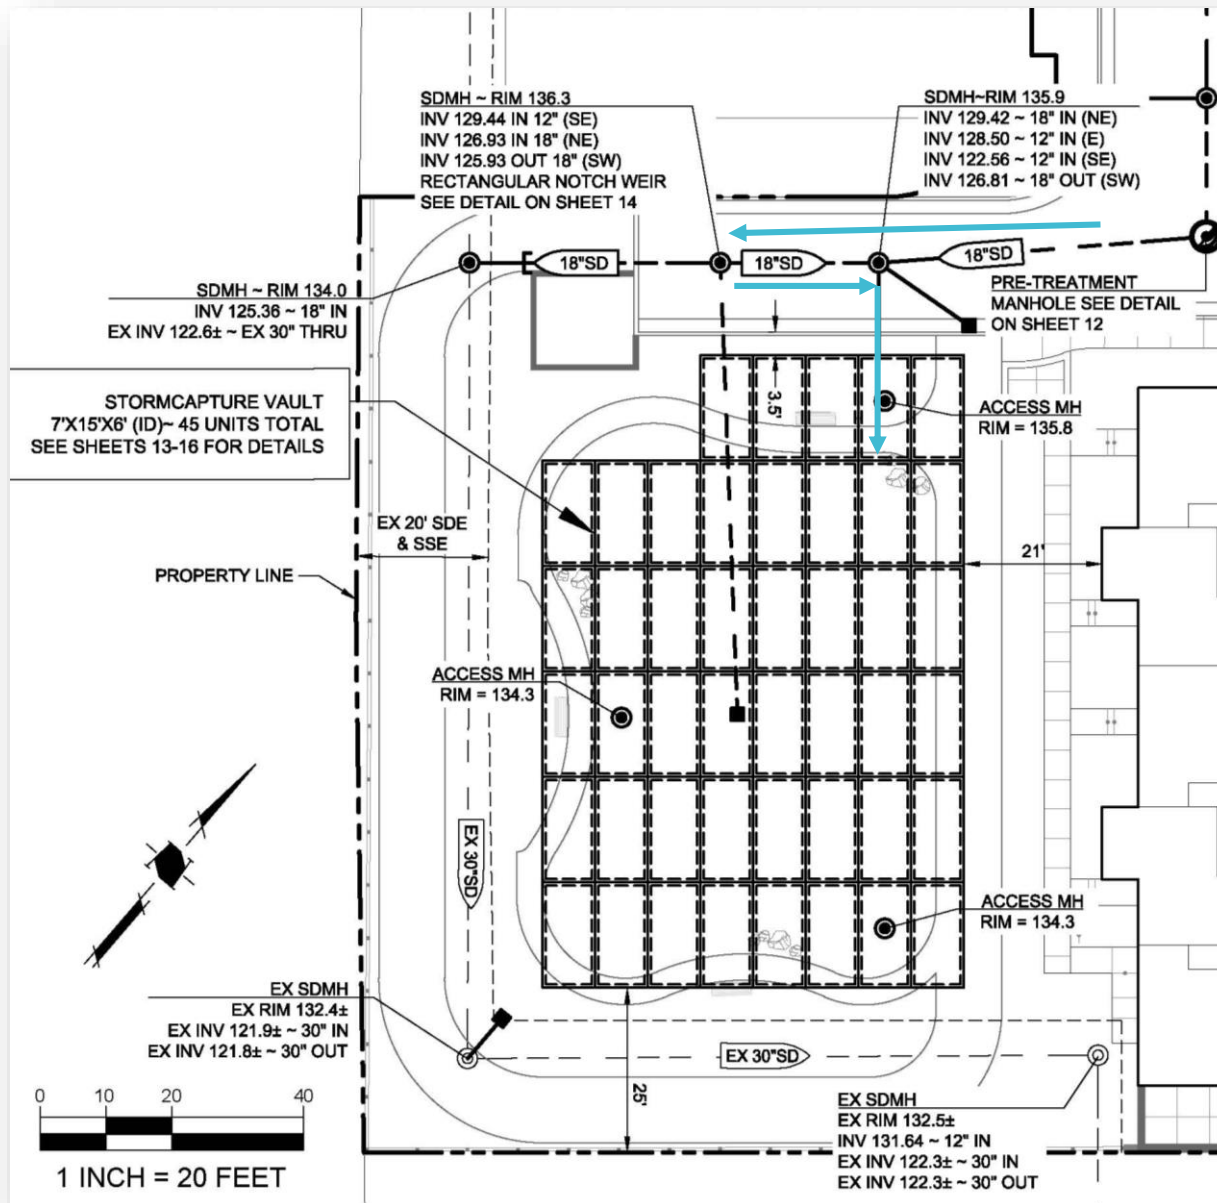 SDMH ~ RIM 136.3
INV 129.44 IN 12" (SE)
INV 126.93 IN 18" (NE)
INV 125.93 OUT 18" (SW)
RECTANGULAR NOTCH WEIR
SEE DETAIL ON SHEET 14
SDMH~RIM 135.9
INV 129.42 ~ 18" IN (NE)
INV 128.50 ~ 12" IN (E)
INV 122.56 ~ 12" IN (SE)
INV 126.81 ~ 18" OUT (SW)
18"SD
18"SD
18"SD
SDMH ~ RIM 134.0
INV 125.36 ~ 18" IN
EX INV 122.6± ~ EX 30" THRU
PRE-TREATMENT
MANHOLE SEE DETAIL
ON SHEET 12
STORMCAPTURE VAULT
7'X15'X6' (ID)~ 45 UNITS TOTAL
SEE SHEETS 13-16 FOR DETAILS
3.5'
ACCESS MH
RIM = 135.8
EX 20' SDE
& SSE
21'
PROPERTY LINE
ACCESS MH
RIM = 134.3
EX 30"SD
ACCESS MH
RIM = 134.3
EX SDMH
EX RIM 132.4±
EX INV 121.9± ~ 30" IN
EX INV 121.8± ~ 30" OUT
EX 30"SD
25'
EX SDMH
EX RIM 132.5±
INV 131.64 ~ 12" IN
EX INV 122.3± ~ 30" IN
EX INV 122.3± ~ 30" OUT
0 10 20 40
1 INCH = 20 FEET